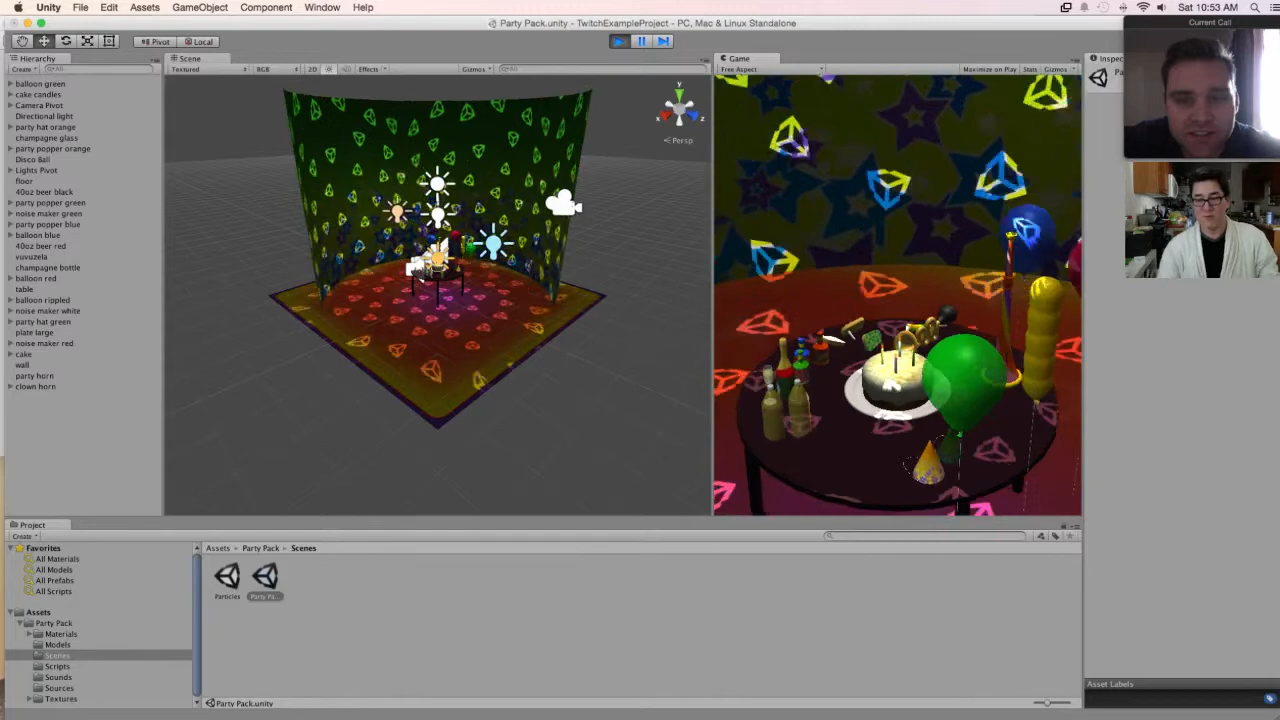 Unity File Edit Assets GameObject Component Window Help
Sat 10:53 AM
Party Pack.unity - TwitchExampleProject - PC, Mac & Linux Standalone
Current Call
Pivot Local
Hierarchy
Create All
balloon green
cake candles
Camera Pivot
Directional light
party hat orange
champagne glass
party popper orange
Disco Ball
Lights Pivot
floor
40oz beer black
party popper green
noise maker green
party popper blue
balloon blue
40oz beer red
vuvuzela
champagne bottle
balloon red
table
balloon rippled
noise maker white
party hat green
plate large
noise maker red
cake
wall
party horn
clown horn
Scene
Textured RGB 2D Effects Gizmos All
y
x z
Persp
Game
Free Aspect Maximize on Play Stats Gizmos
Inspec
Pa
Project
Create
Favorites
All Materials
All Models
All Prefabs
All Scripts
Assets
Party Pack
Materials
Models
Scenes
Scripts
Sounds
Sources
Textures
Assets Party Pack Scenes
Particles Party Pa...
Party Pack.unity
Asset Labels